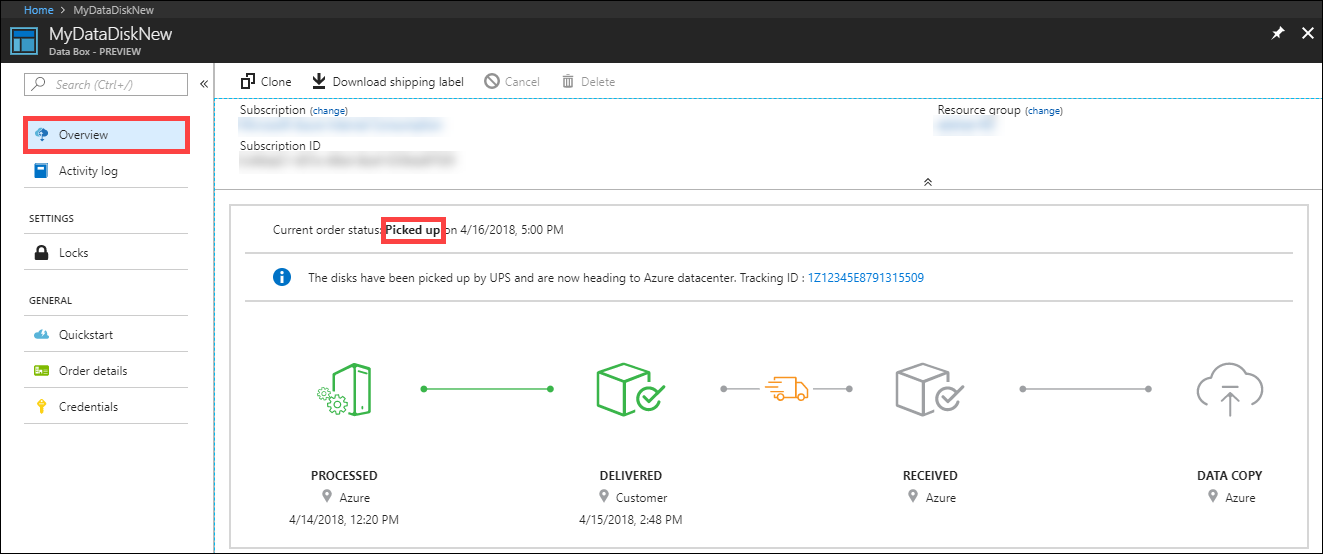 Home > MyDataDiskNew
MyDataDiskNew
Data Box - PREVIEW
Search (Ctrl+/)
Overview
Activity log
SETTINGS
Locks
GENERAL
Quickstart
Order details
Credentials
Clone Download shipping label Cancel Delete
Subscription (change) Resource group (change)
Subscription ID
Current order status: Picked up on 4/16/2018, 5:00 PM
The disks have been picked up by UPS and are now heading to Azure datacenter. Tracking ID : 1Z12345E8791315509
PROCESSED DELIVERED RECEIVED DATA COPY
Azure Customer Azure Azure
4/14/2018, 12:20 PM 4/15/2018, 2:48 PM